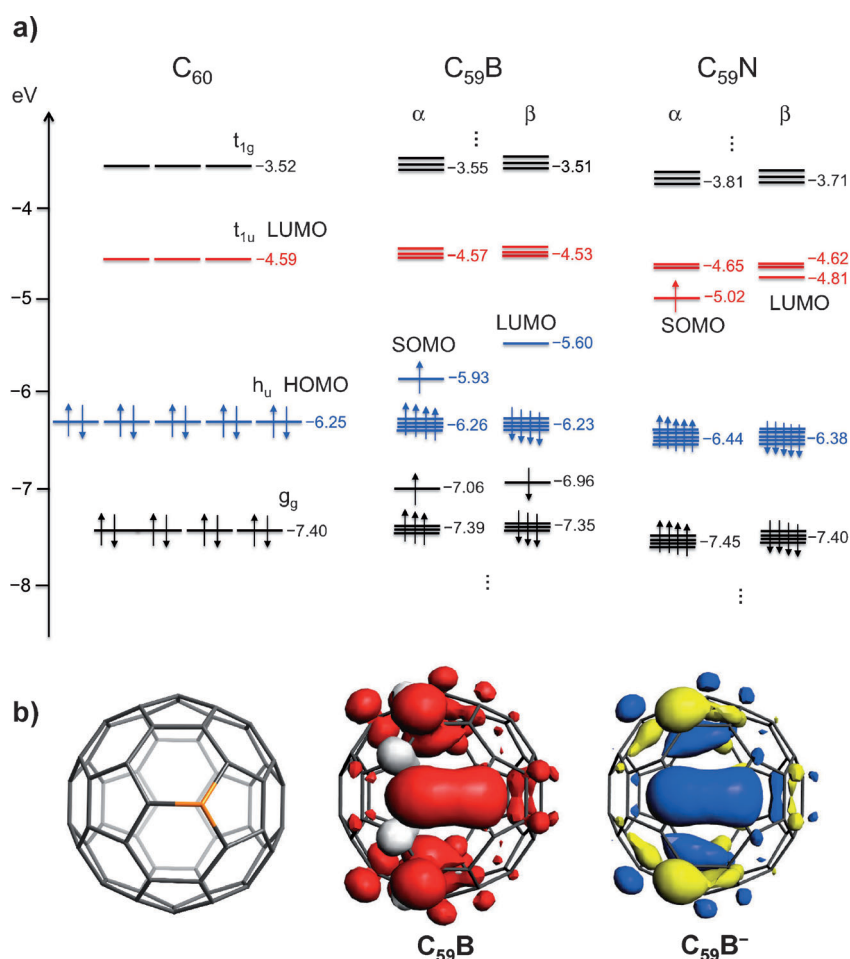 a)
C₆₀ C₅₉B C₅₉N
eV
α β α β
⋮ ⋮
t₁g
−3.52 −3.55 −3.51 −3.81 −3.71
−4
t₁u LUMO
−4.59 −4.57 −4.53 −4.65 −4.62
−4.81
−5 −5.02
SOMO LUMO
LUMO
−5.60
SOMO
−5.93
−6
hu HOMO
−6.25 −6.26 −6.23 −6.44 −6.38
−7 −7.06 −6.96
gg
−7.40 −7.39 −7.35 −7.45 −7.40
−8
⋮ ⋮
b)
C₅₉B C₅₉B⁻